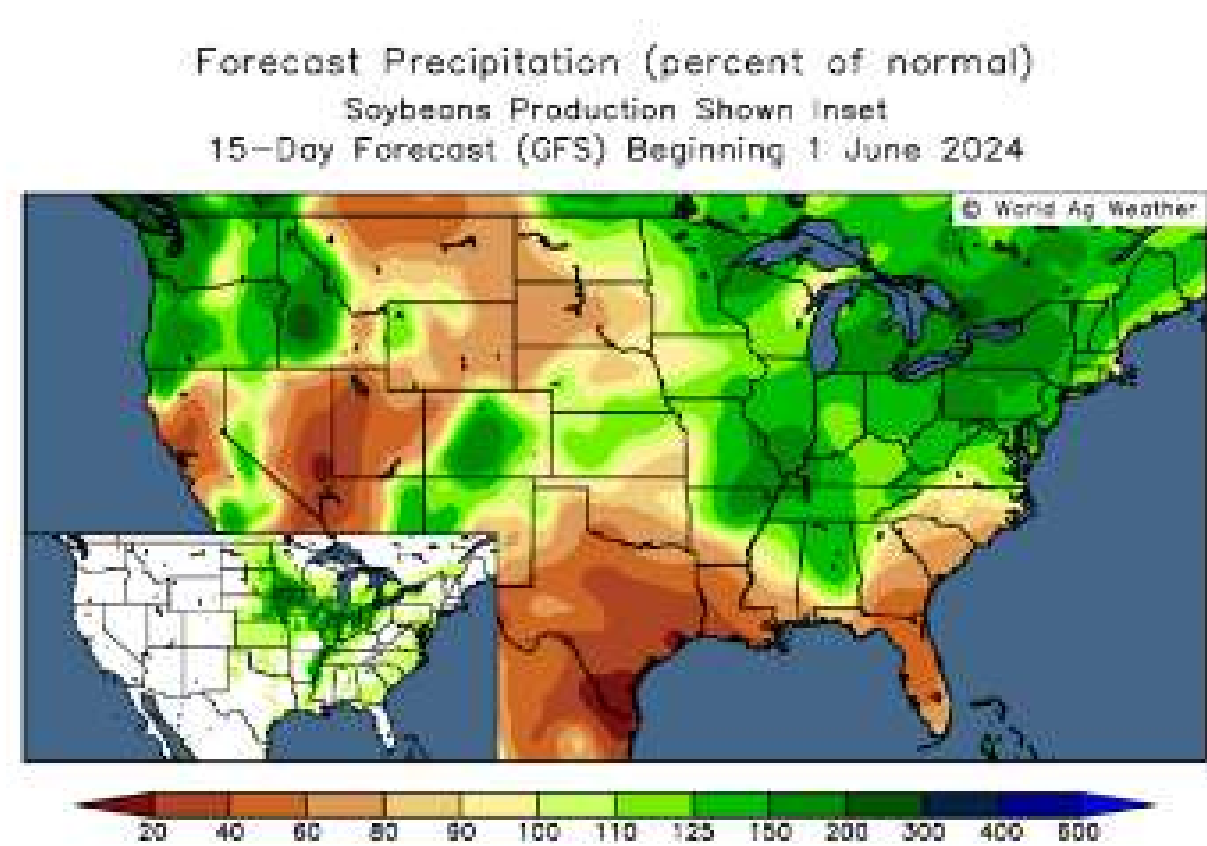 Forecast Precipitation (percent of normal)
Soybeans Production Shown Inset
15-Day Forecast (GFS) Beginning 1 June 2024
© World Ag Weather
20 40 60 80 90 100 110 125 150 200 300 400 500